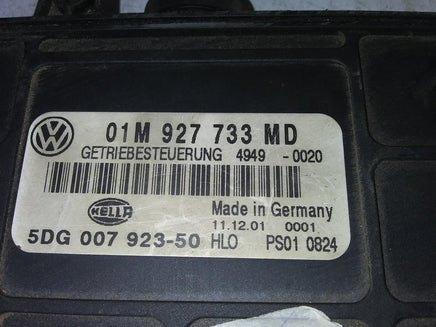 01M 927 733 MD
GETRIEBESTEUERUNG 4949 - 0020
HELLA Made in Germany
11.12.01 0001
5DG 007 923-50 HLO PS01 0824